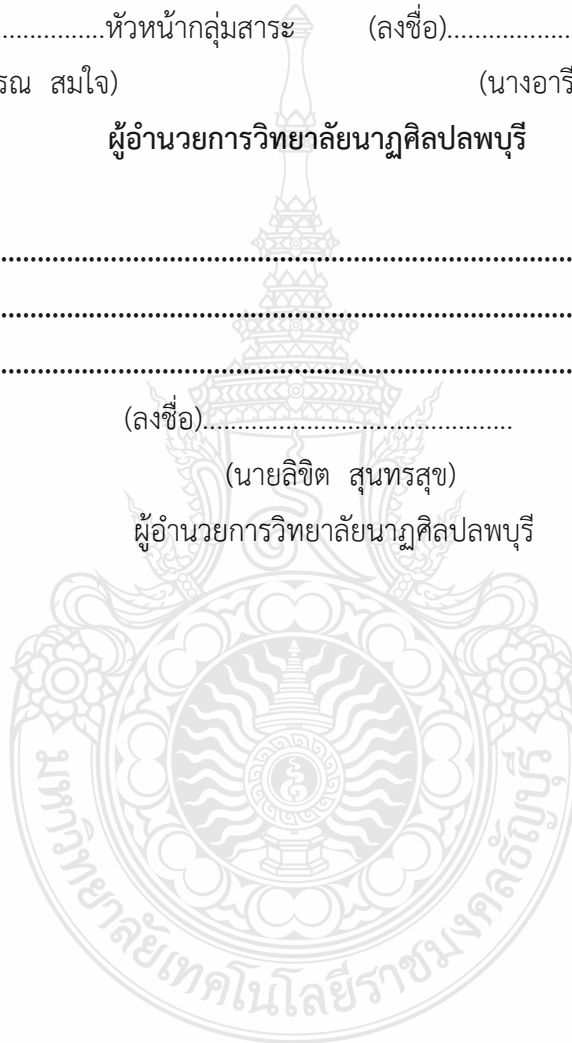 ................หัวหน้ากลุ่มสาระ (ลงชื่อ)..................
รณ สมใจ) (นางอารี
ผู้อำนวยการวิทยาลัยนาฏศิลปลพบุรี
................................................................................
................................................................................
................................................................................
(ลงชื่อ).............................................
(นายลิขิต สุนทรสุข)
ผู้อำนวยการวิทยาลัยนาฏศิลปลพบุรี
มหาวิทยาลัยเทคโนโลยีราชมงคลธัญบุรี